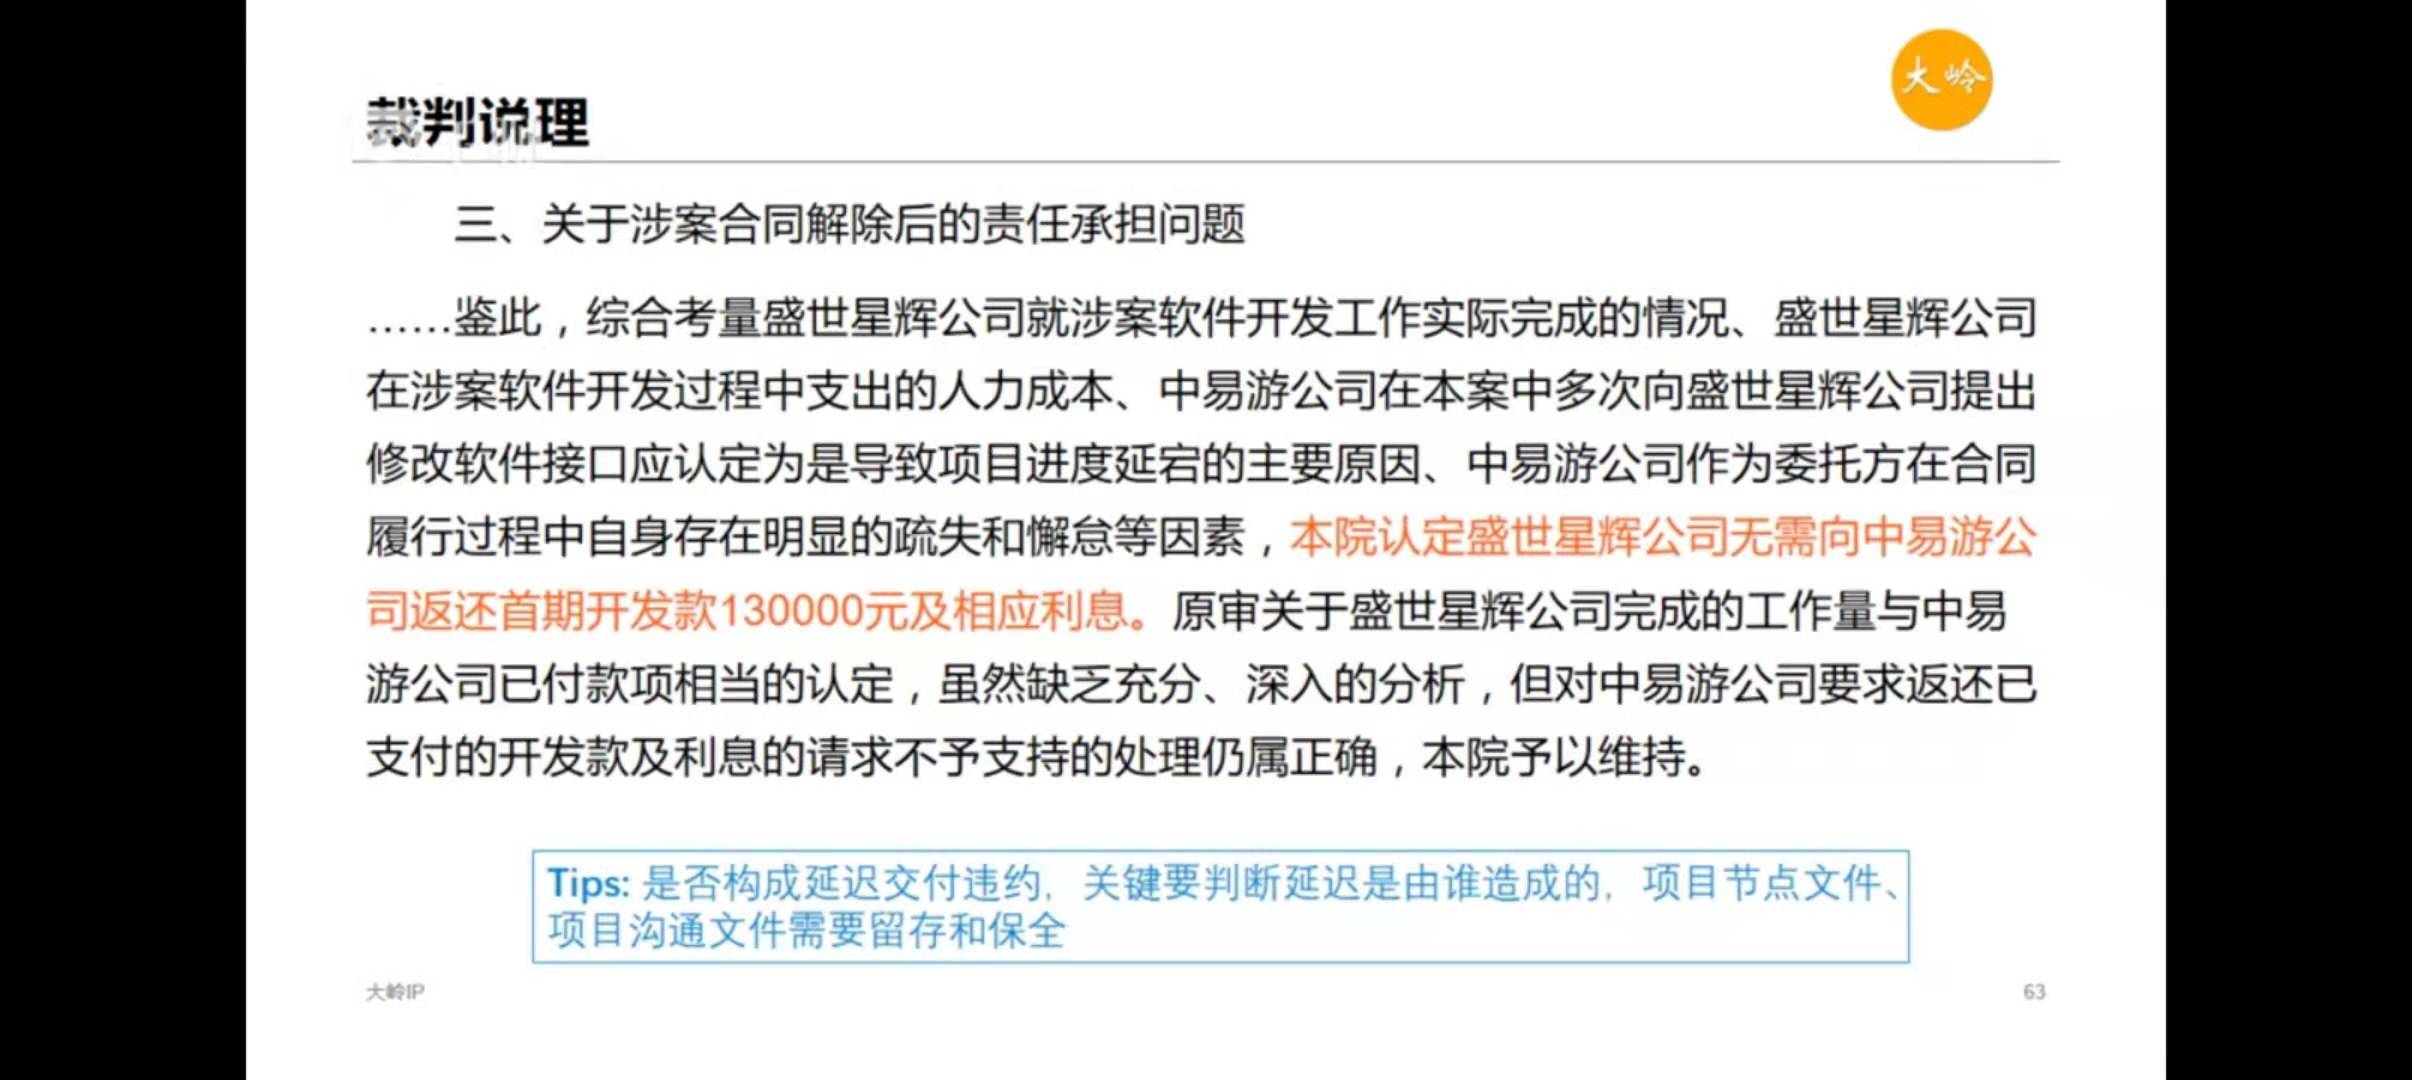 大岭
裁判说理
三、关于涉案合同解除后的责任承担问题
……鉴此，综合考量盛世星辉公司就涉案软件开发工作实际完成的情况、盛世星辉公司
在涉案软件开发过程中支出的人力成本、中易游公司在本案中多次向盛世星辉公司提出
修改软件接口应认定为是导致项目进度延宕的主要原因、中易游公司作为委托方在合同
履行过程中自身存在明显的疏失和懈怠等因素，本院认定盛世星辉公司无需向中易游公
司返还首期开发款130000元及相应利息。原审关于盛世星辉公司完成的工作量与中易
游公司已付款项相当的认定，虽然缺乏充分、深入的分析，但对中易游公司要求返还已
支付的开发款及利息的请求不予支持的处理仍属正确，本院予以维持。
Tips: 是否构成延迟交付违约，关键要判断延迟是由谁造成的，项目节点文件、
项目沟通文件需要留存和保全
大岭IP
63